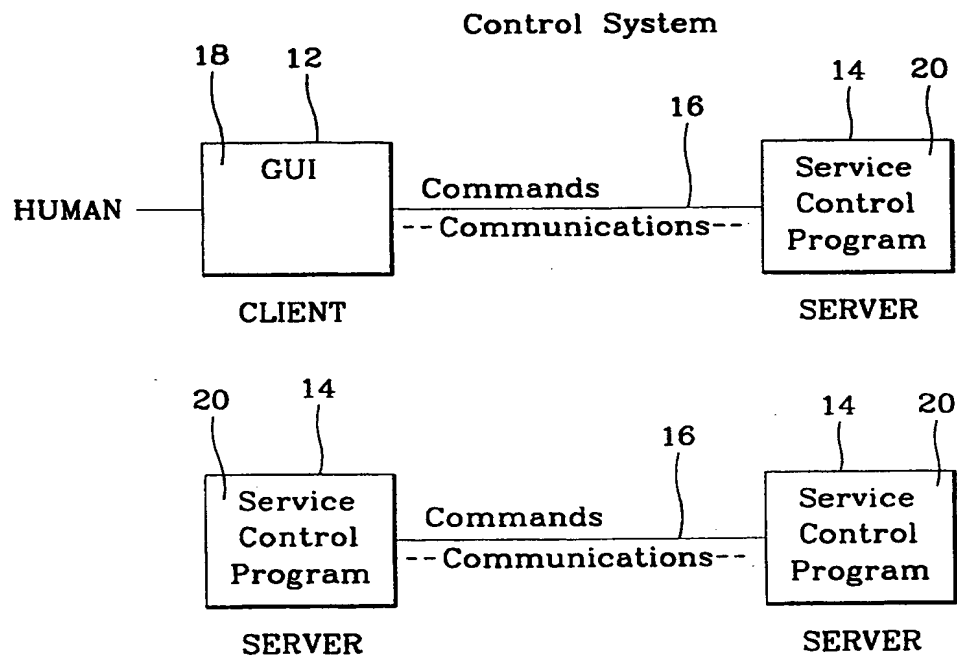 Control System
18 12 14 20
16
GUI
Service
Control
Program
HUMAN
Commands
--Communications--
CLIENT
SERVER
20 14 14 20
16
Service
Control
Program
Commands
--Communications--
Service
Control
Program
SERVER
SERVER